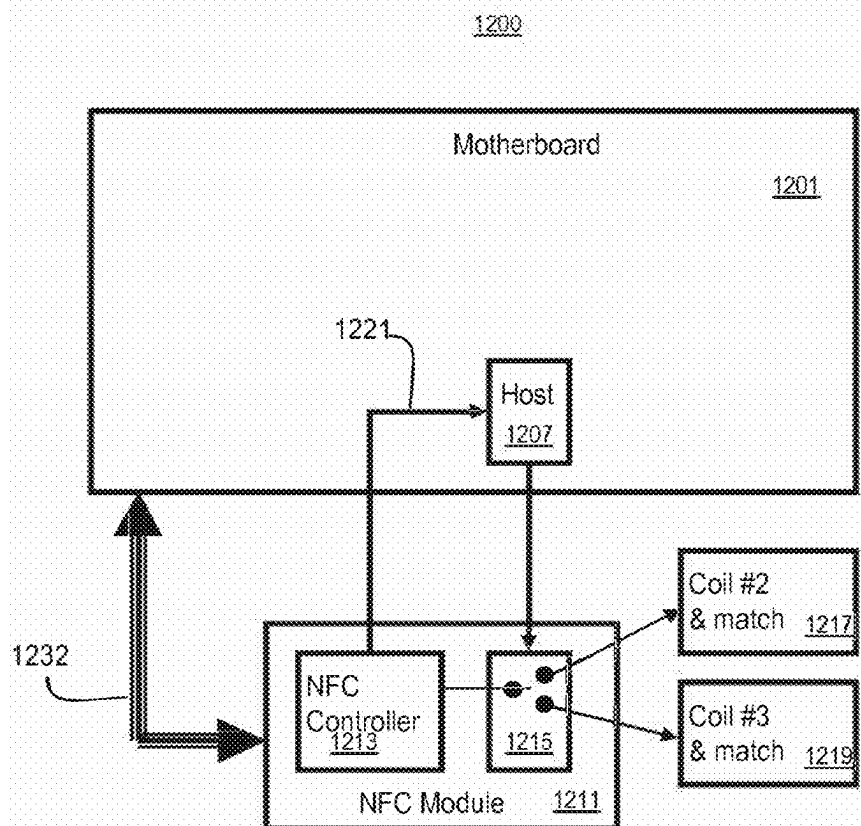 1200
Motherboard
1201
1221
Host
1207
Coil #2
& match 1217
1232
NFC
Controller
1213
1215
Coil #3
& match 1219
NFC Module 1211